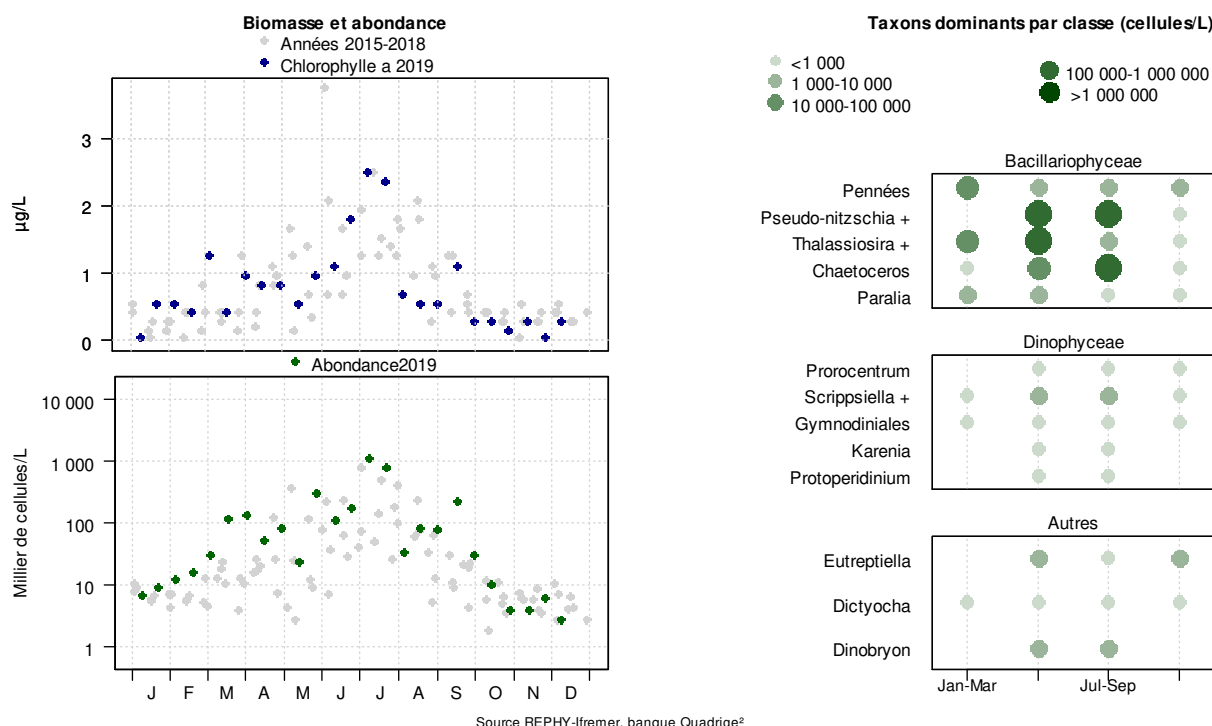 Biomasse et abondance
Années 2015-2018
Chlorophylle a 2019
µg/L
3
2
1
0
Abondance2019
Millier de cellules/L
10 000
1 000
100
10
1
J F M A M J J A S O N D
Taxons dominants par classe (cellules/L)
<1 000
1 000-10 000
10 000-100 000
100 000-1 000 000
>1 000 000
Bacillariophyceae
Pennées
Pseudo-nitzschia +
Thalassiosira +
Chaetoceros
Paralia
Dinophyceae
Prorocentrum
Scrippsiella +
Gymnodiniales
Karenia
Protoperidinium
Autres
Eutreptiella
Dictyocha
Dinobryon
Jan-Mar Jul-Sep
Source REPHY-Ifremer, banque Quadrige²